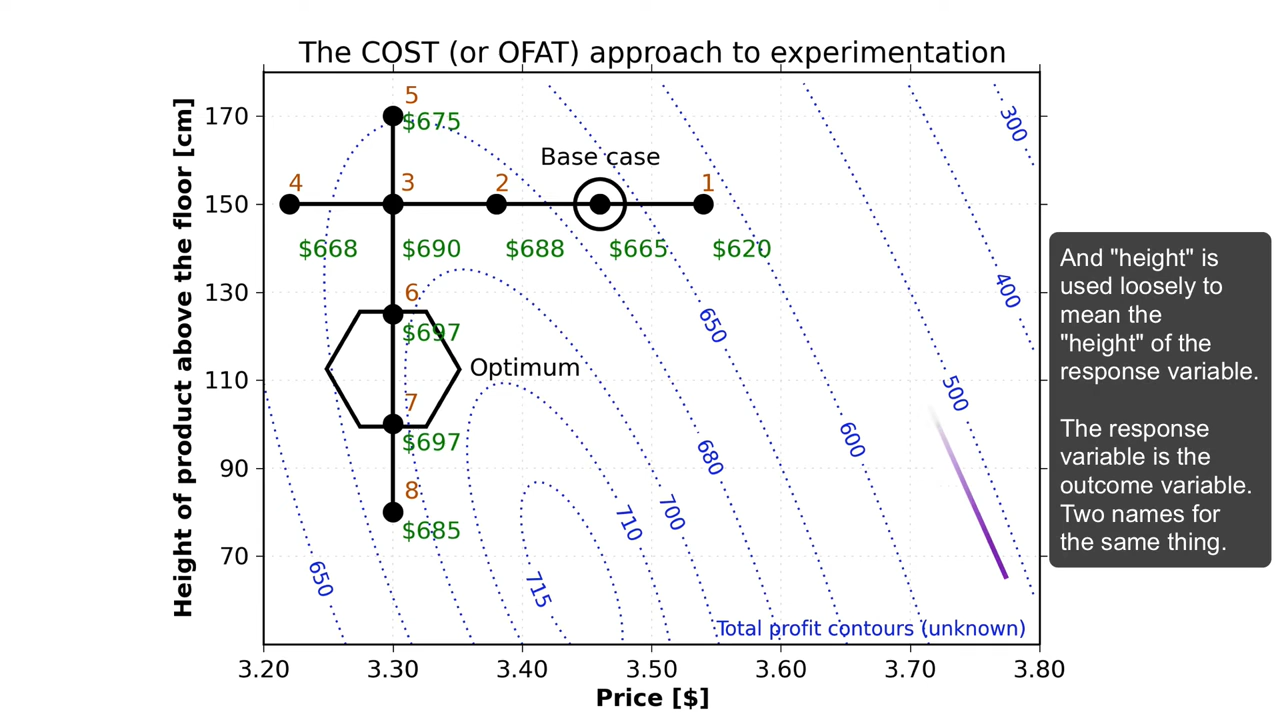 The COST (or OFAT) approach to experimentation
Height of product above the floor [cm]
170
150
130
110
90
70
5
$675
Base case
4
3
2
1
$668
$690
$688
$665
$620
6
$697
Optimum
7
$697
8
$685
300
400
500
600
650
680
700
710
715
650
Total profit contours (unknown)
3.20
3.30
3.40
3.50
3.60
3.70
3.80
Price [$]
And "height" is
used loosely to
mean the
"height" of the
response variable.
The response
variable is the
outcome variable.
Two names for
the same thing.